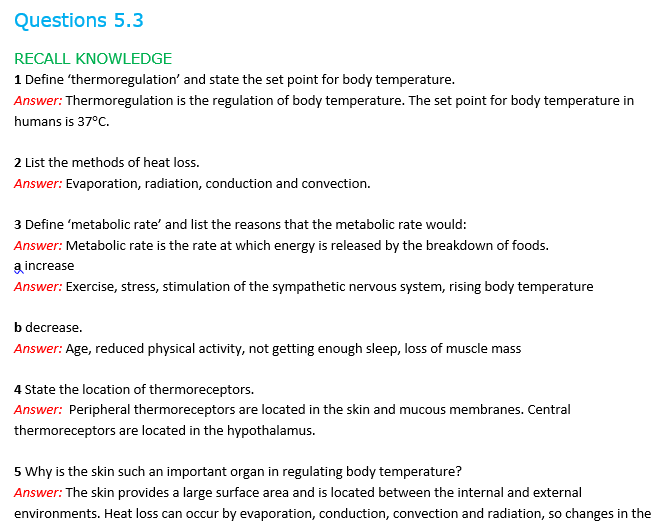 Questions 5.3
RECALL KNOWLEDGE
1 Define ‘thermoregulation’ and state the set point for body temperature.
Answer: Thermoregulation is the regulation of body temperature. The set point for body temperature in
humans is 37°C.
2 List the methods of heat loss.
Answer: Evaporation, radiation, conduction and convection.
3 Define ‘metabolic rate’ and list the reasons that the metabolic rate would:
Answer: Metabolic rate is the rate at which energy is released by the breakdown of foods.
a increase
Answer: Exercise, stress, stimulation of the sympathetic nervous system, rising body temperature
b decrease.
Answer: Age, reduced physical activity, not getting enough sleep, loss of muscle mass
4 State the location of thermoreceptors.
Answer: Peripheral thermoreceptors are located in the skin and mucous membranes. Central
thermoreceptors are located in the hypothalamus.
5 Why is the skin such an important organ in regulating body temperature?
Answer: The skin provides a large surface area and is located between the internal and external
environments. Heat loss can occur by evaporation, conduction, convection and radiation, so changes in the